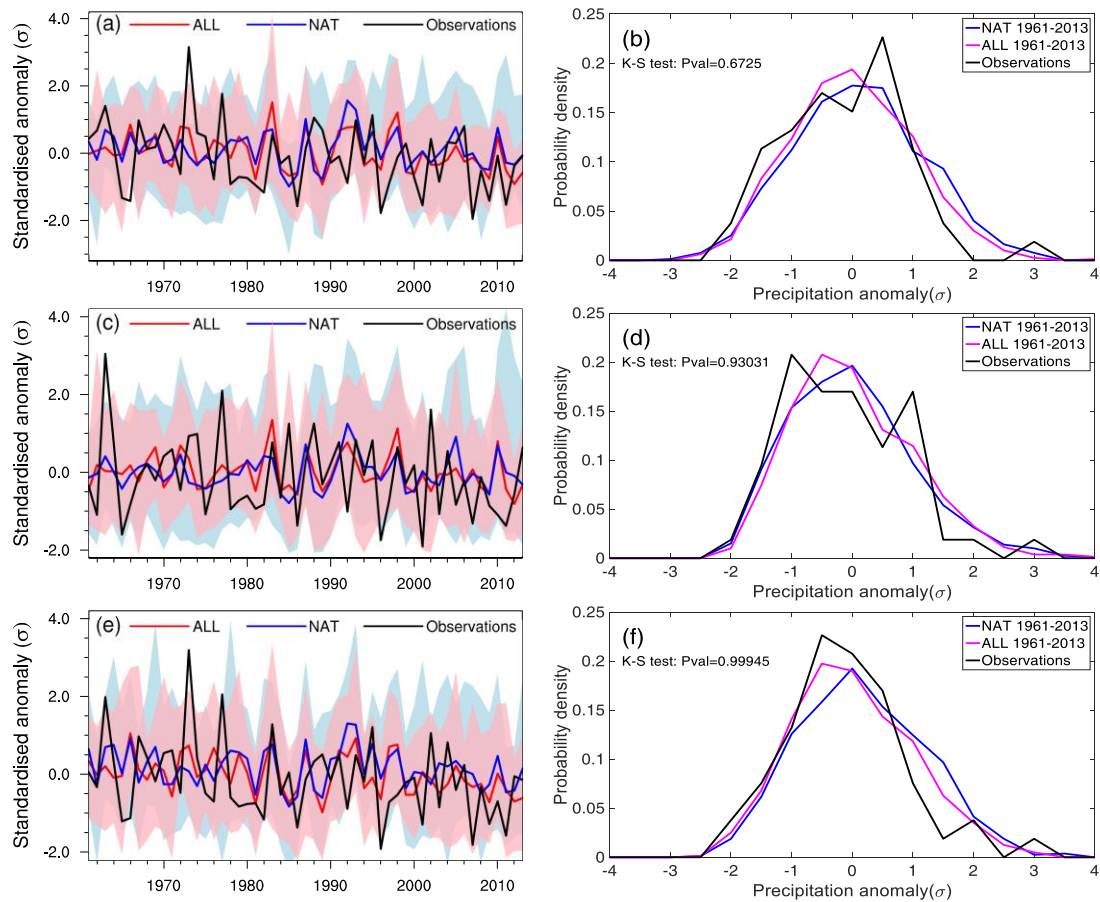 (a) ALL NAT Observations
Standardised anomaly (σ)
4.0
2.0
0.0
-2.0
1970 1980 1990 2000 2010
(b)
K-S test: Pval=0.6725
NAT 1961-2013
ALL 1961-2013
Observations
Probability density
0.25
0.2
0.15
0.1
0.05
0
-4 -3 -2 -1 0 1 2 3 4
Precipitation anomaly(σ)
(c) ALL NAT Observations
Standardised anomaly (σ)
4.0
2.0
0.0
-2.0
1970 1980 1990 2000 2010
(d)
K-S test: Pval=0.93031
NAT 1961-2013
ALL 1961-2013
Observations
Probability density
0.25
0.2
0.15
0.1
0.05
0
-4 -3 -2 -1 0 1 2 3 4
Precipitation anomaly(σ)
(e) ALL NAT Observations
Standardised anomaly (σ)
4.0
2.0
0.0
-2.0
1970 1980 1990 2000 2010
(f)
K-S test: Pval=0.99945
NAT 1961-2013
ALL 1961-2013
Observations
Probability density
0.25
0.2
0.15
0.1
0.05
0
-4 -3 -2 -1 0 1 2 3 4
Precipitation anomaly(σ)